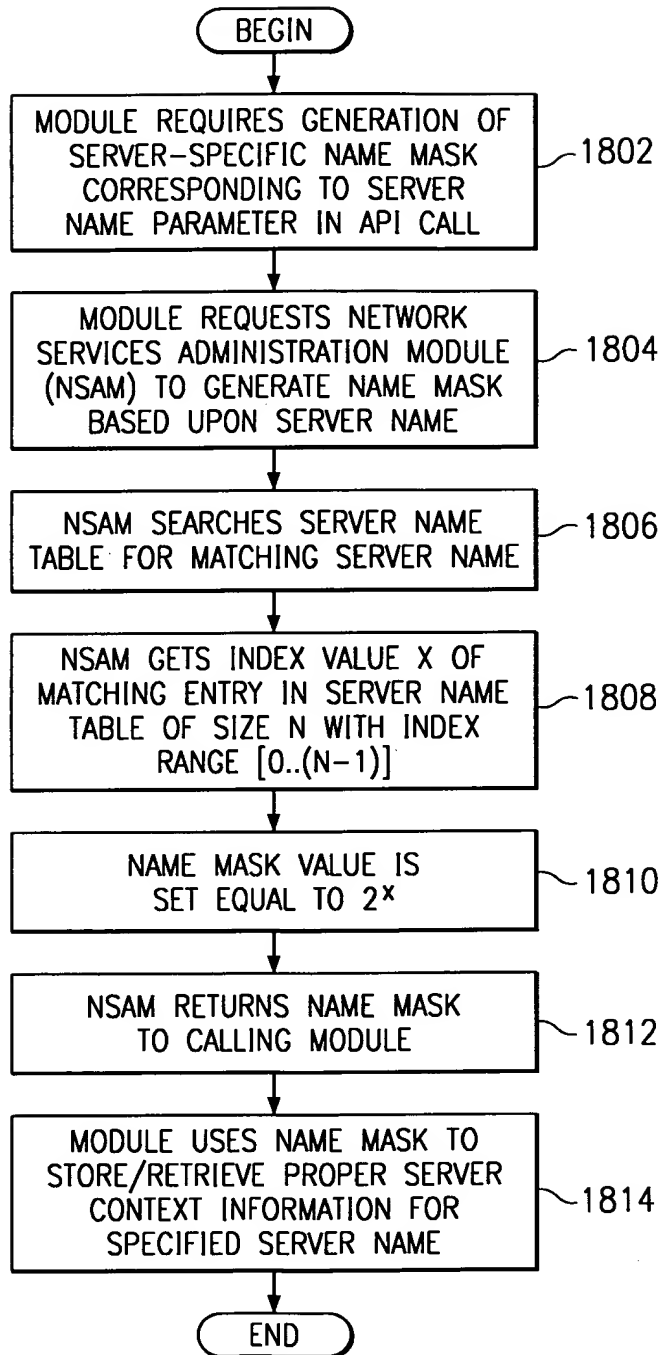 BEGIN
MODULE REQUIRES GENERATION OF
SERVER-SPECIFIC NAME MASK
CORRESPONDING TO SERVER
NAME PARAMETER IN API CALL
1802
MODULE REQUESTS NETWORK
SERVICES ADMINISTRATION MODULE
(NSAM) TO GENERATE NAME MASK
BASED UPON SERVER NAME
1804
NSAM SEARCHES SERVER NAME
TABLE FOR MATCHING SERVER NAME
1806
NSAM GETS INDEX VALUE X OF
MATCHING ENTRY IN SERVER NAME
TABLE OF SIZE N WITH INDEX
RANGE [0..(N-1)]
1808
NAME MASK VALUE IS
SET EQUAL TO 2ˣ
1810
NSAM RETURNS NAME MASK
TO CALLING MODULE
1812
MODULE USES NAME MASK TO
STORE/RETRIEVE PROPER SERVER
CONTEXT INFORMATION FOR
SPECIFIED SERVER NAME
1814
END